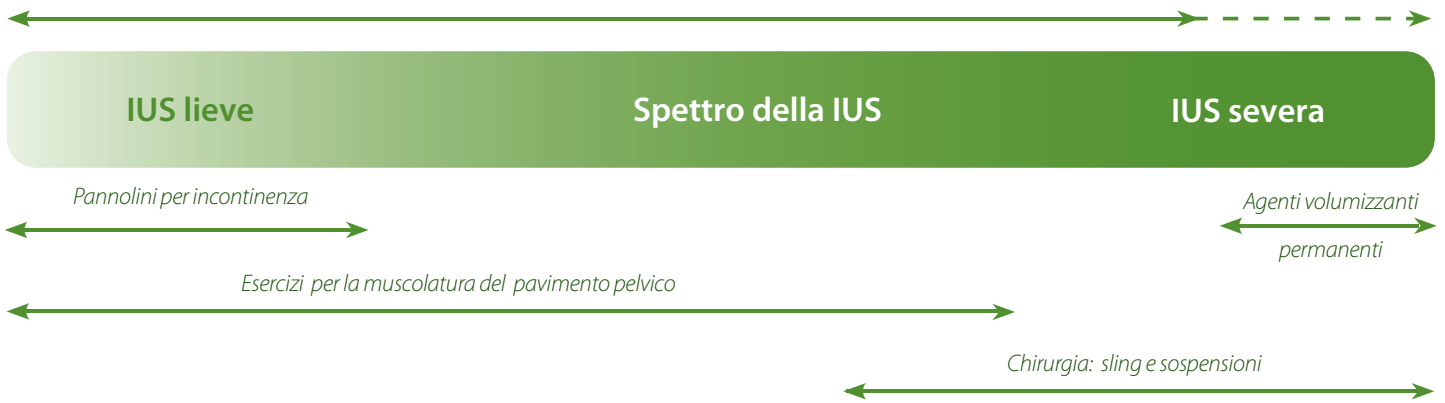 IUS lieve
Spettro della IUS
IUS severa
Pannolini per incontinenza
Agenti volumizzanti
permanenti
Esercizi per la muscolatura del pavimento pelvico
Chirurgia: sling e sospensioni